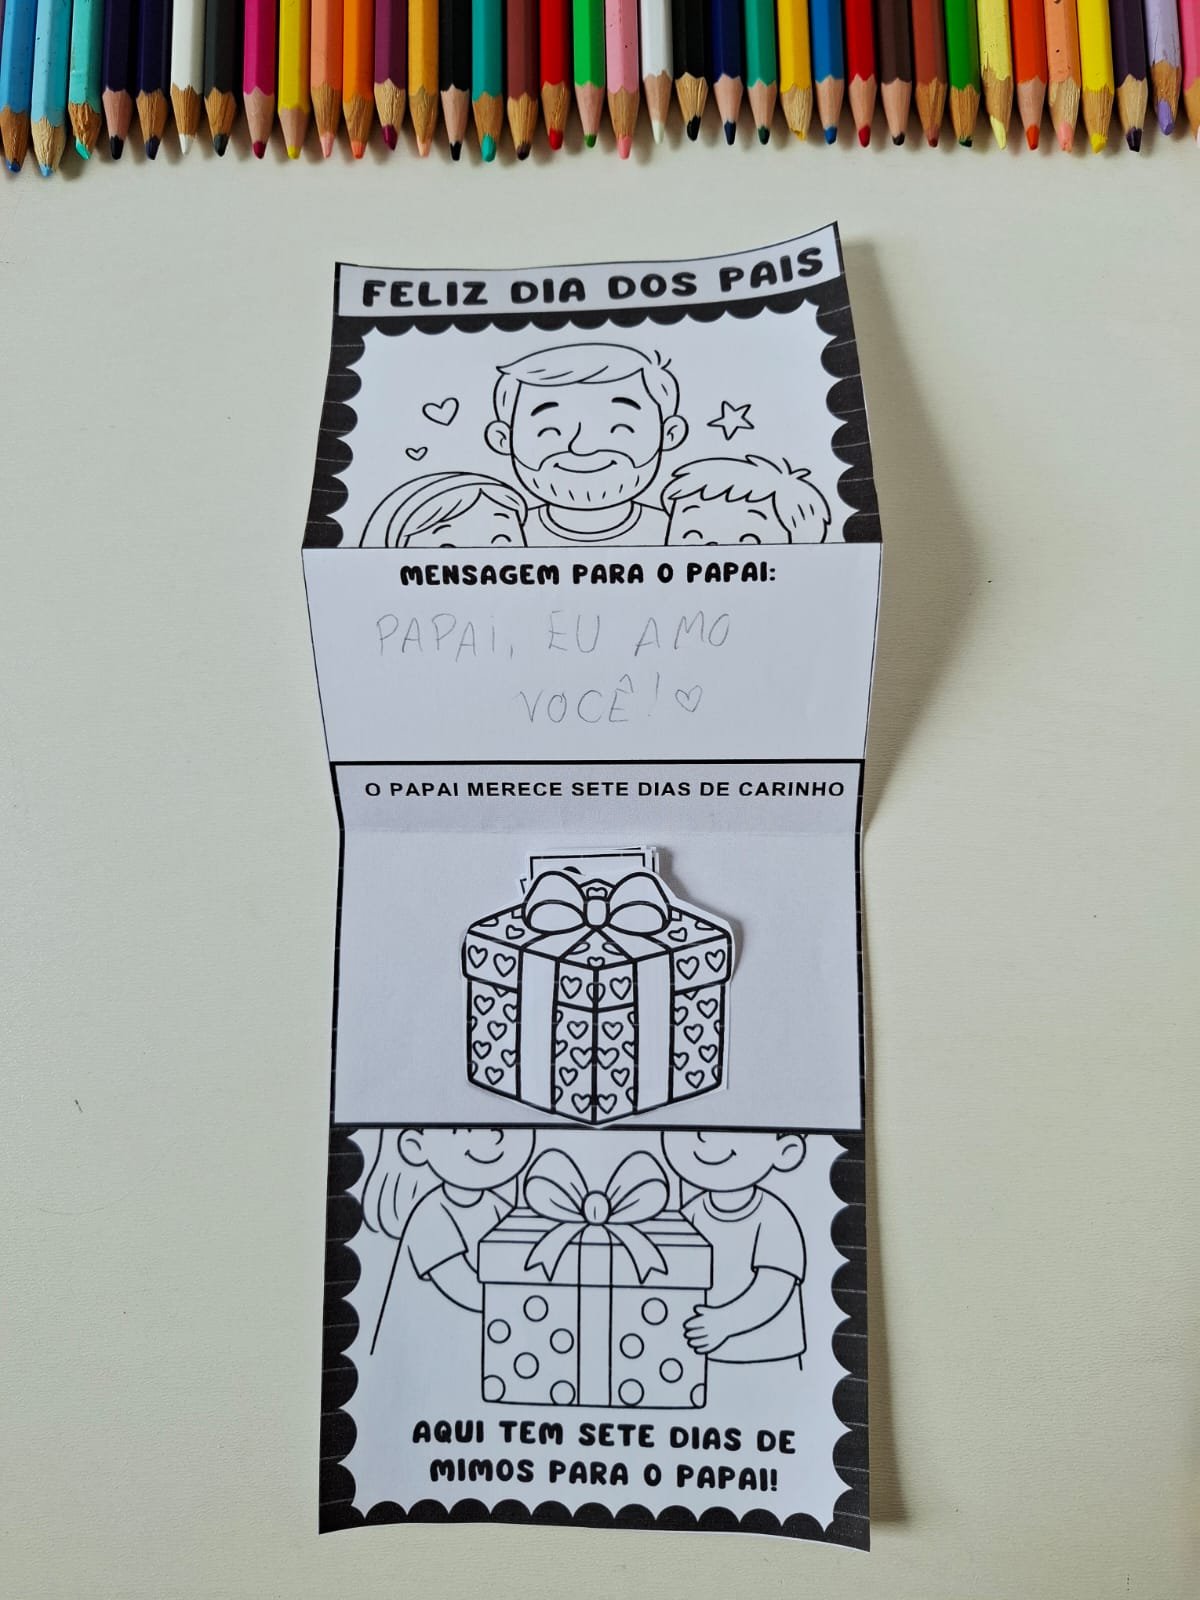 FELIZ DIA DOS PAIS
MENSAGEM PARA O PAPAI:
PAPAi, EU AMO
VOCÊ! ♡
O PAPAI MERECE SETE DIAS DE CARINHO
AQUI TEM SETE DIAS DE
MIMOS PARA O PAPAI!